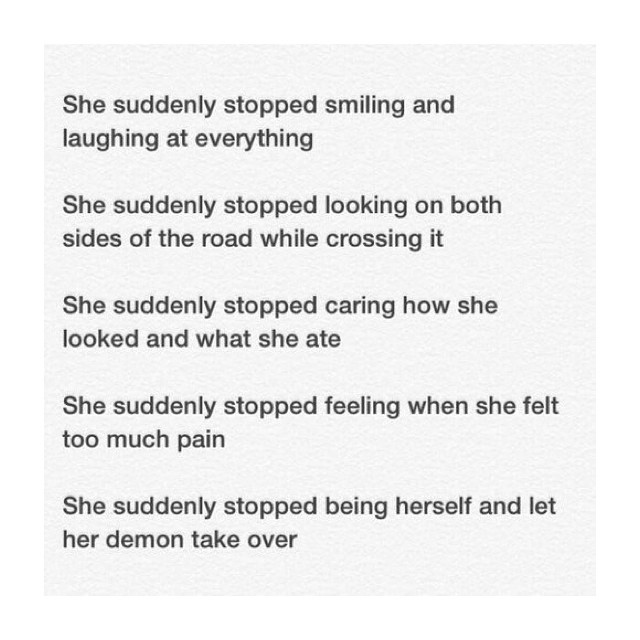 She suddenly stopped smiling and
laughing at everything
She suddenly stopped looking on both
sides of the road while crossing it
She suddenly stopped caring how she
looked and what she ate
She suddenly stopped feeling when she felt
too much pain
She suddenly stopped being herself and let
her demon take over